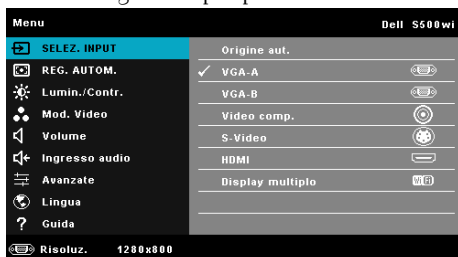 Menu Dell S500wi
SELEZ. INPUT Origine aut.
REG. AUTOM. ✓ VGA-A
Lumin./Contr. VGA-B
Mod. Video Video comp.
Volume S-Video
Ingresso audio HDMI
Avanzate Display multiplo WiFi
Lingua
? Guida
Risoluz. 1280x800